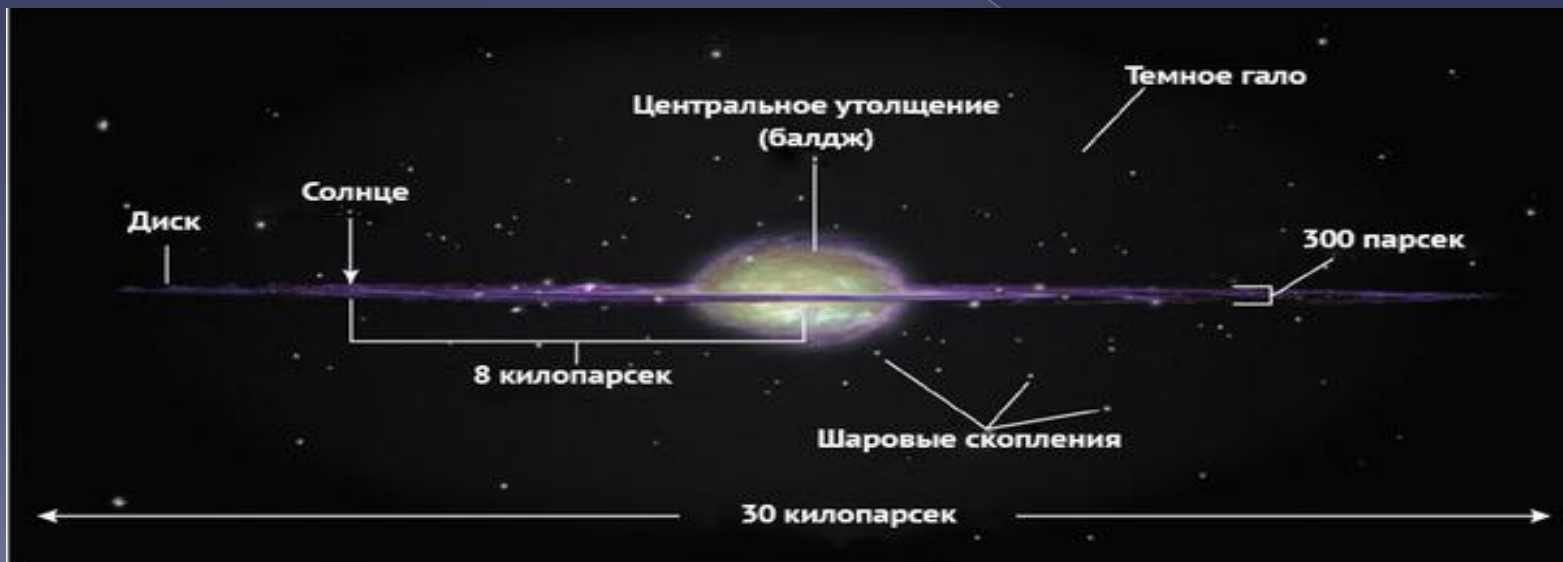 Темное гало
Центральное утолщение
(балдж)
Солнце
Диск
300 парсек
8 килопарсек
Шаровые скопления
30 килопарсек